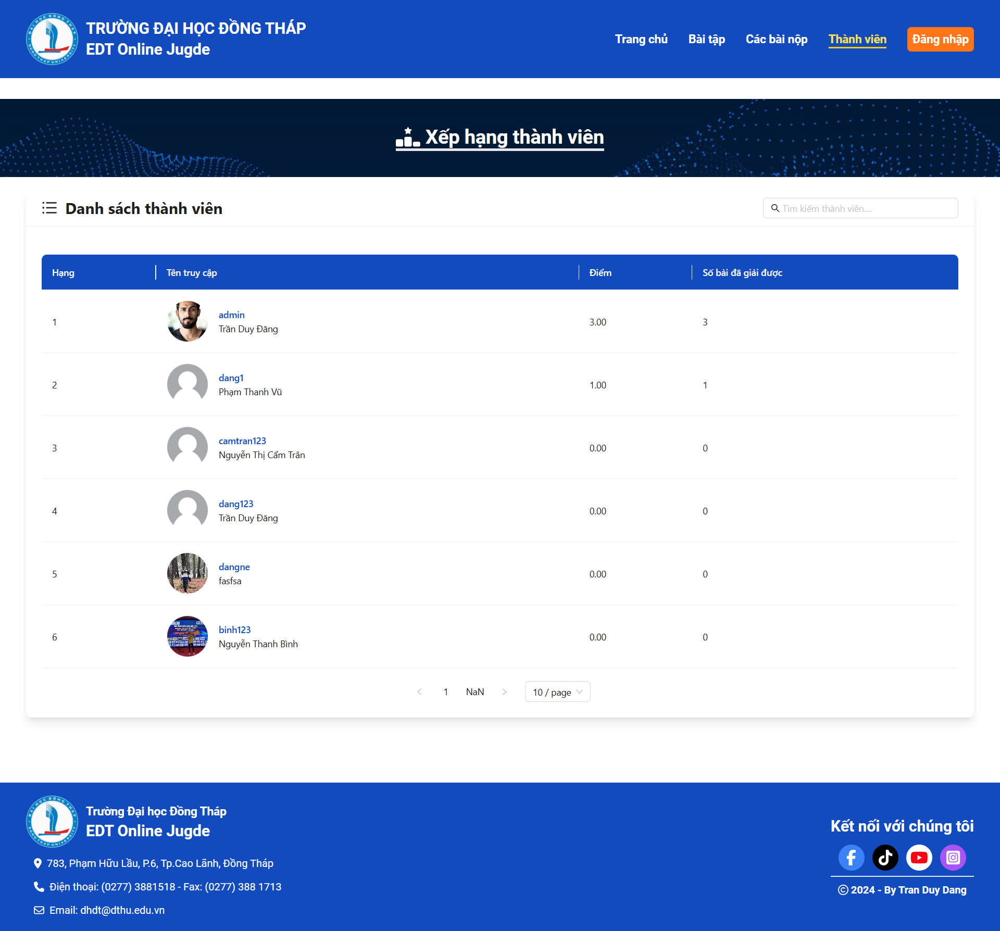 TRƯỜNG ĐẠI HỌC ĐỒNG THÁP
EDT Online Jugde
Trang chủ
Bài tập
Các bài nộp
Thành viên
Đăng nhập
Xếp hạng thành viên
Danh sách thành viên
Tìm kiếm thành viên....
Hạng
Tên truy cập
Điểm
Số bài đã giải được
1
admin
Trần Duy Đăng
3.00
3
2
dang1
Phạm Thanh Vũ
1.00
1
3
camtran123
Nguyễn Thị Cẩm Trân
0.00
0
4
dang123
Trần Duy Đăng
0.00
0
5
dangne
fasfsa
0.00
0
6
binh123
Nguyễn Thanh Bình
0.00
0
1
NaN
10 / page
ĐẠI HỌC ĐỒNG THÁP
DONG THAP UNIVERSITY
Trường Đại học Đồng Tháp
EDT Online Jugde
783, Phạm Hữu Lầu, P.6, Tp.Cao Lãnh, Đồng Tháp
Điện thoại: (0277) 3881518 - Fax: (0277) 388 1713
Email: dhdt@dthu.edu.vn
Kết nối với chúng tôi
© 2024 - By Tran Duy Dang